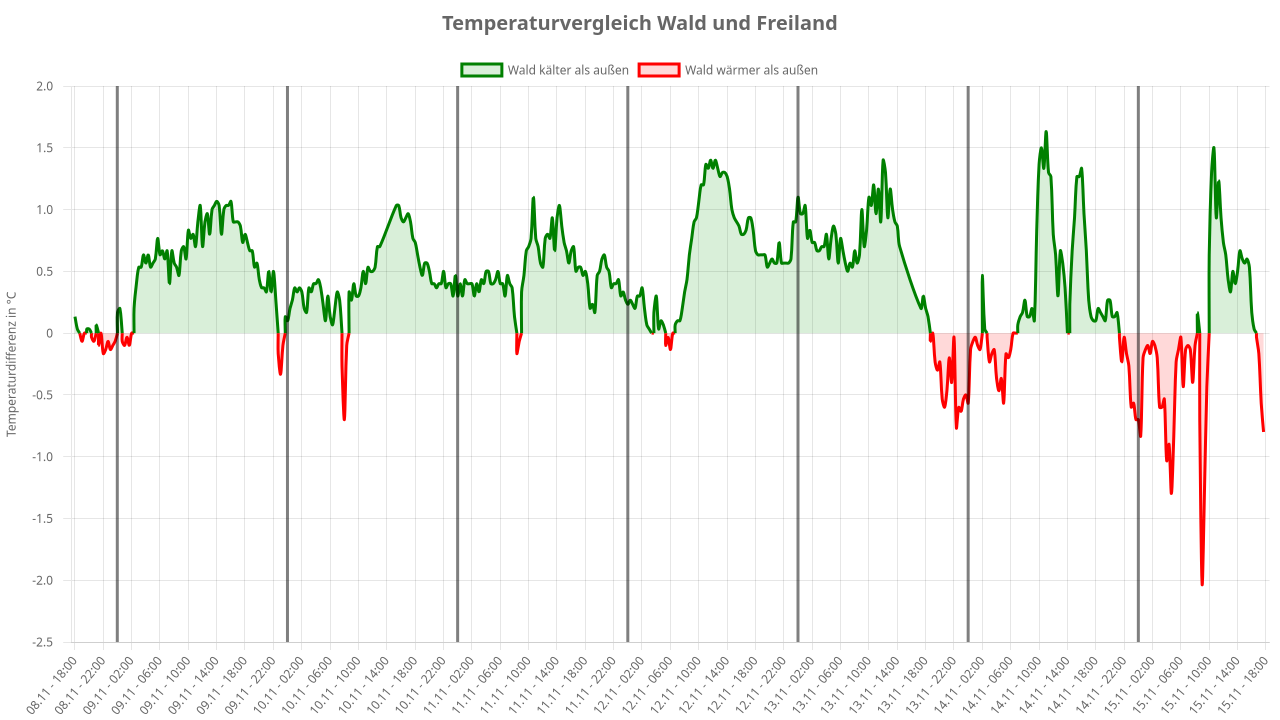 Temperaturvergleich Wald und Freiland
Wald kälter als außen
Wald wärmer als außen
Temperaturdifferenz in °C
2.0
1.5
1.0
0.5
0
-0.5
-1.0
-1.5
-2.0
-2.5
08.11 - 18:00
08.11 - 22:00
09.11 - 02:00
09.11 - 06:00
09.11 - 10:00
09.11 - 14:00
09.11 - 18:00
09.11 - 22:00
10.11 - 02:00
10.11 - 06:00
10.11 - 10:00
10.11 - 14:00
10.11 - 18:00
10.11 - 22:00
11.11 - 02:00
11.11 - 06:00
11.11 - 10:00
11.11 - 14:00
11.11 - 18:00
11.11 - 22:00
12.11 - 02:00
12.11 - 06:00
12.11 - 10:00
12.11 - 14:00
12.11 - 18:00
12.11 - 22:00
13.11 - 02:00
13.11 - 06:00
13.11 - 10:00
13.11 - 14:00
13.11 - 18:00
13.11 - 22:00
14.11 - 02:00
14.11 - 06:00
14.11 - 10:00
14.11 - 14:00
14.11 - 18:00
14.11 - 22:00
15.11 - 02:00
15.11 - 06:00
15.11 - 10:00
15.11 - 14:00
15.11 - 18:00